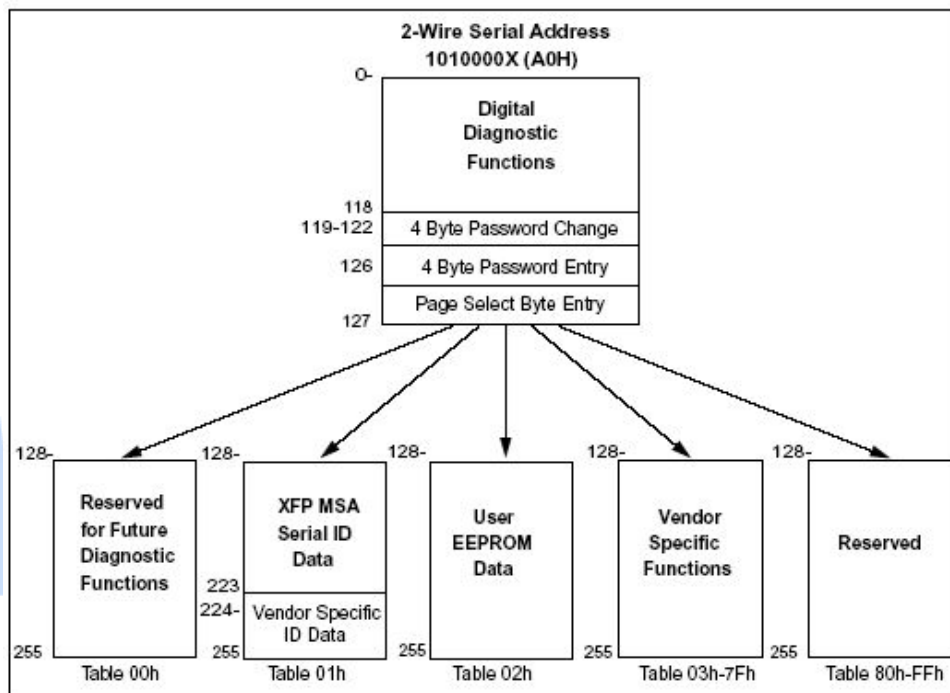 2-Wire Serial Address
1010000X (A0H)
0-
Digital
Diagnostic
Functions
118
119-122
4 Byte Password Change
126
4 Byte Password Entry
Page Select Byte Entry
127
128-
128-
128-
128-
128-
Reserved
for Future
Diagnostic
Functions
XFP MSA
Serial ID
Data
User
EEPROM
Data
Vendor
Specific
Functions
Reserved
223
224-
Vendor Specific
ID Data
255
255
255
255
255
Table 00h
Table 01h
Table 02h
Table 03h-7Fh
Table 80h-FFh